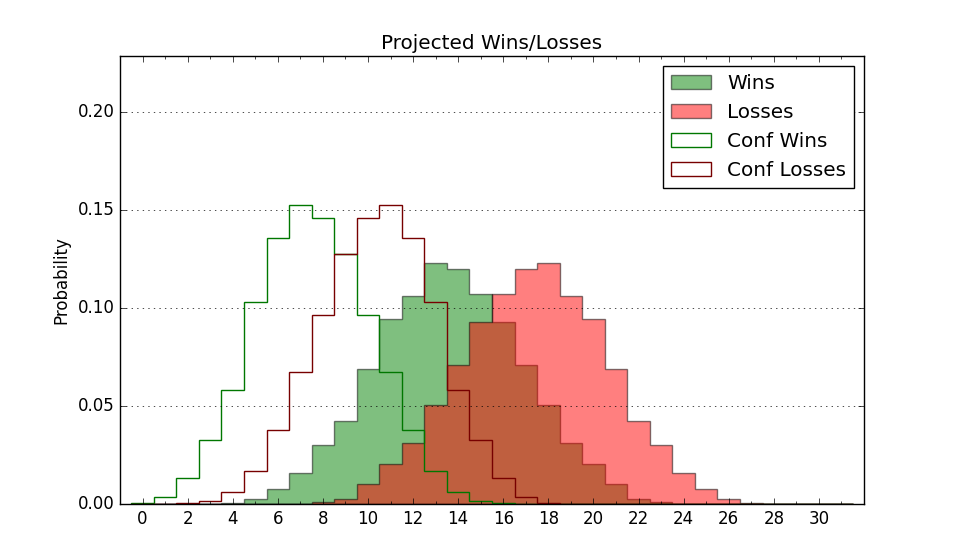 Projected Wins/Losses
Wins
Losses
Conf Wins
Conf Losses
Probability
0.20
0.15
0.10
0.05
0.00
0 2 4 6 8 10 12 14 16 18 20 22 24 26 28 30